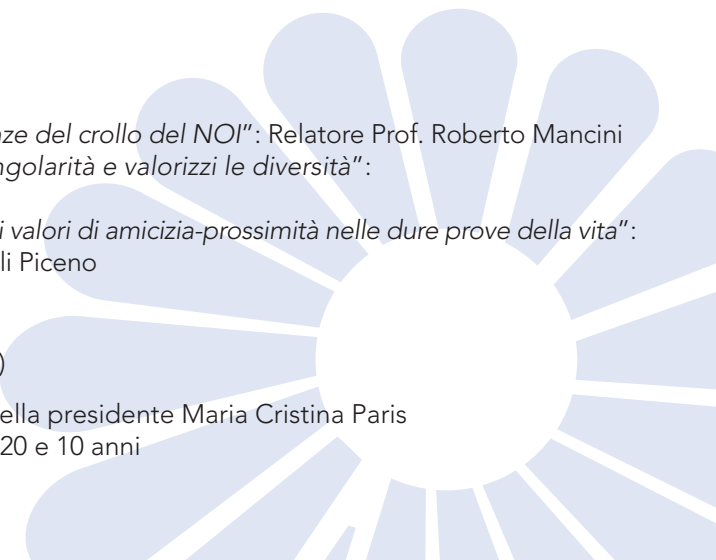 ze del crollo del NOI”: Relatore Prof. Roberto Mancini
ngolarità e valorizzi le diversità”:
i valori di amicizia-prossimità nelle dure prove della vita”:
li Piceno
)
ella presidente Maria Cristina Paris
20 e 10 anni